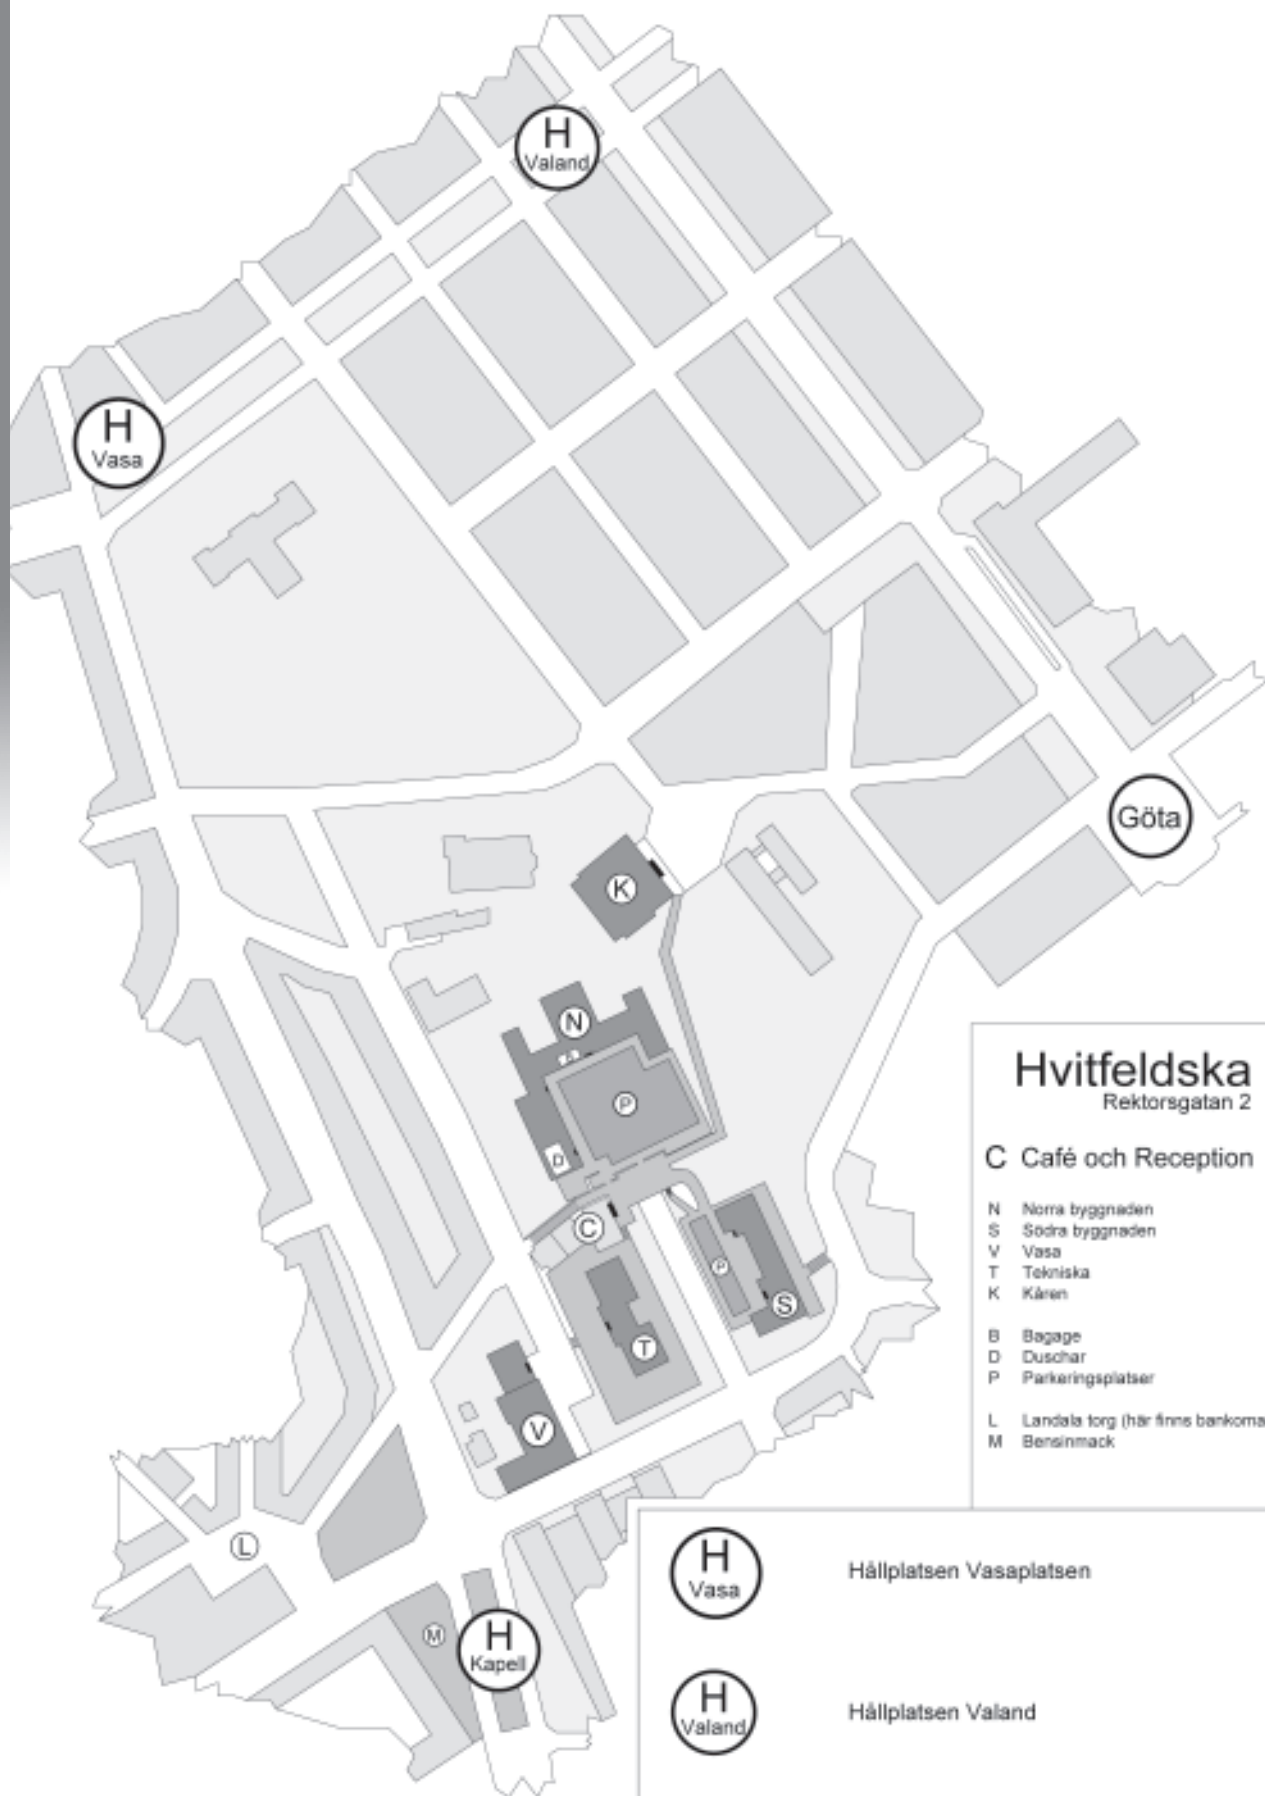 H
Valand
H
Vasa
Göta
K
N
P
D
C
P
S
T
V
L
M
H
Kapell
Hvitfeldska
Rektorsgatan 2
C Café och Reception
N Norra byggnaden
S Södra byggnaden
V Vasa
T Tekniska
K Kåren
B Bagage
D Duschar
P Parkeringsplatser
L Landala torg (här finns bankoma
M Bensinmack
H
Vasa
Hållplatsen Vasaplatsen
H
Valand
Hållplatsen Valand